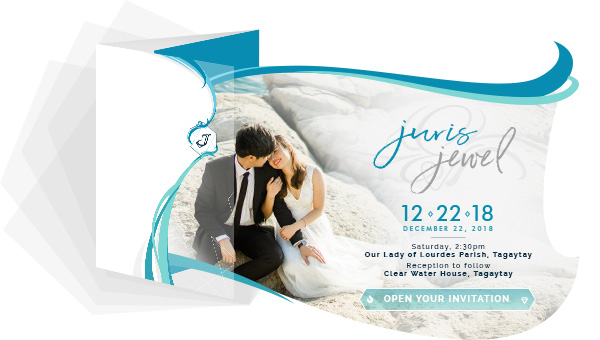 J
juris
jewel
12 ◊ 22 ◊ 18
DECEMBER 22, 2018
Saturday, 2:30pm
Our Lady of Lourdes Parish, Tagaytay
Reception to follow
Clear Water House, Tagaytay
OPEN YOUR INVITATION